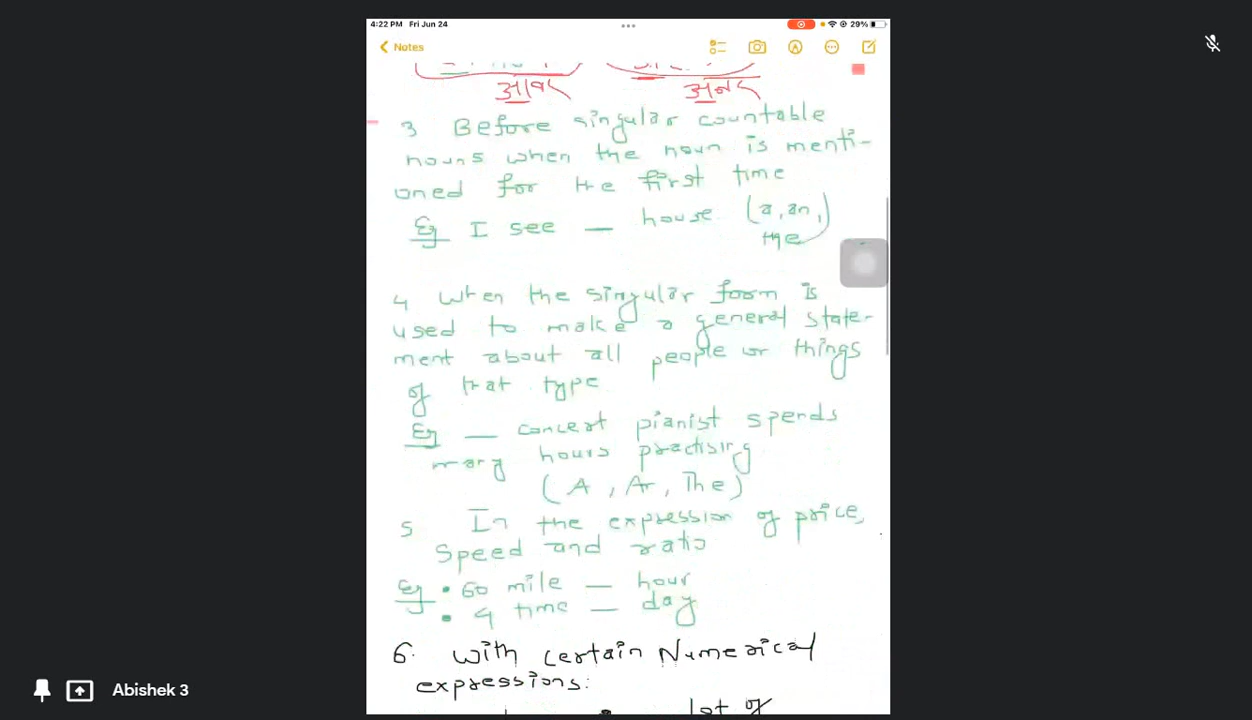 4:22 PM Fri Jun 24
29%
Notes
आवर अनर
3 Before singular countable
nouns when the noun is menti-
oned for the first time
Eg I see — house (a, an,
the)
4 When the singular form is
used to make a general state-
ment about all people or things
of that type
Eg — concert pianist spends
many hours practising
(A, An, The)
5 In the expression of price,
Speed and ratio
Eg • 60 mile — hour
• 4 time — day
6. With certain Numerical
expressions:
lot of
Abishek 3